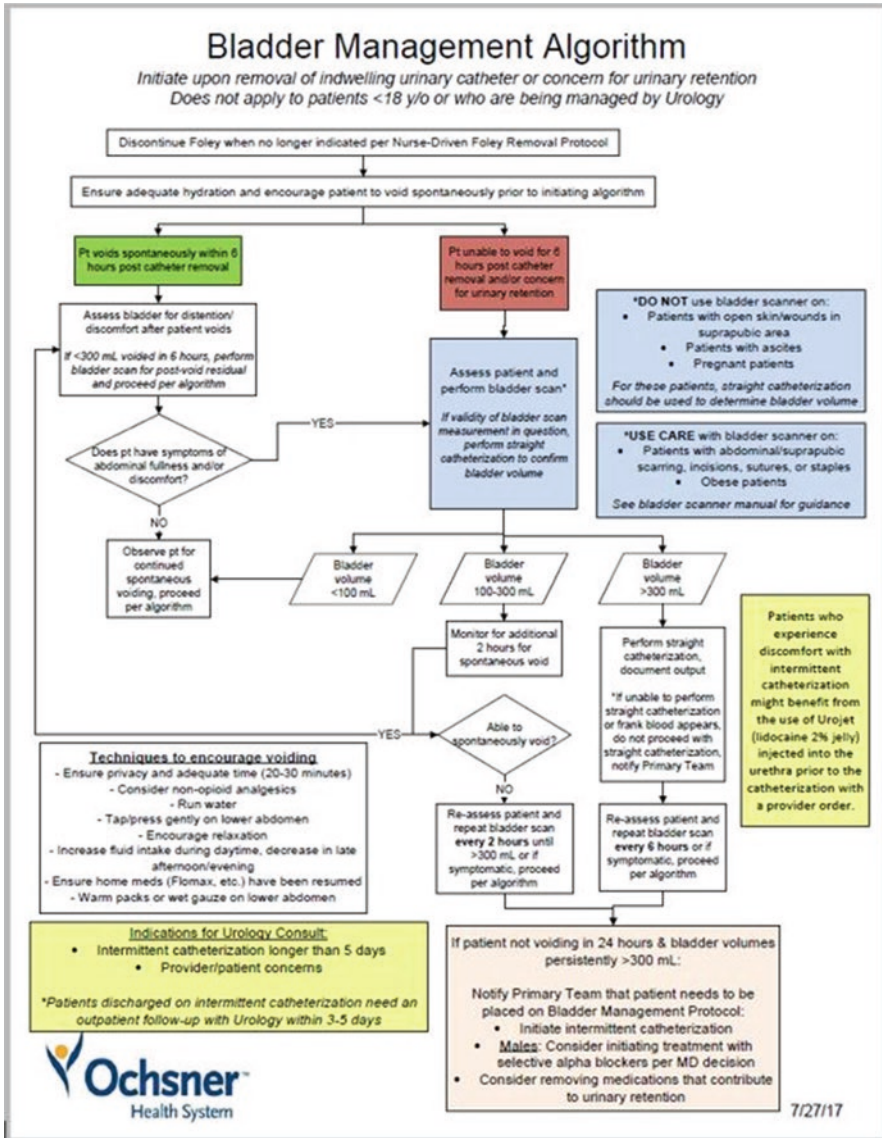 Bladder Management Algorithm
Initiate upon removal of indwelling urinary catheter or concern for urinary retention
Does not apply to patients <18 y/o or who are being managed by Urology
Discontinue Foley when no longer indicated per Nurse-Driven Foley Removal Protocol
Ensure adequate hydration and encourage patient to void spontaneously prior to initiating algorithm
Pt voids spontaneously within 6
hours post catheter removal
Pt unable to void for 6
hours post catheter
removal and/or concern
for urinary retention
Assess bladder for distention/
discomfort after patient voids
If <300 mL voided in 6 hours, perform
bladder scan for post-void residual
and proceed per algorithm
Does pt have symptoms of
abdominal fullness and/or
discomfort?
YES
NO
Observe pt for
continued
spontaneous
voiding, proceed
per algorithm
Assess patient and
perform bladder scan*
If validity of bladder scan
measurement in question,
perform straight
catheterization to confirm
bladder volume
*DO NOT use bladder scanner on:
• Patients with open skin/wounds in
suprapubic area
• Patients with ascites
• Pregnant patients
For these patients, straight catheterization
should be used to determine bladder volume
*USE CARE with bladder scanner on:
• Patients with abdominal/suprapubic
scarring, incisions, sutures, or staples
• Obese patients
See bladder scanner manual for guidance
Bladder
volume
<100 mL
Bladder
volume
100-300 mL
Bladder
volume
>300 mL
Monitor for additional
2 hours for
spontaneous void
Able to
spontaneously void?
YES
NO
Re-assess patient and
repeat bladder scan
every 2 hours until
>300 mL or if
symptomatic, proceed
per algorithm
Perform straight
catheterization,
document output
*If unable to perform
straight catheterization
or frank blood appears,
do not proceed with
straight catheterization,
notify Primary Team
Re-assess patient and
repeat bladder scan
every 6 hours or if
symptomatic, proceed
per algorithm
Patients who
experience
discomfort with
intermittent
catheterization
might benefit from
the use of Urojet
(lidocaine 2% jelly)
injected into the
urethra prior to the
catheterization with
a provider order.
Techniques to encourage voiding
- Ensure privacy and adequate time (20-30 minutes)
- Consider non-opioid analgesics
- Run water
- Tap/press gently on lower abdomen
- Encourage relaxation
- Increase fluid intake during daytime, decrease in late
afternoon/evening
- Ensure home meds (Flomax, etc.) have been resumed
- Warm packs or wet gauze on lower abdomen
Indications for Urology Consult:
• Intermittent catheterization longer than 5 days
• Provider/patient concerns
*Patients discharged on intermittent catheterization need an
outpatient follow-up with Urology within 3-5 days
If patient not voiding in 24 hours & bladder volumes
persistently >300 mL:
Notify Primary Team that patient needs to be
placed on Bladder Management Protocol:
• Initiate intermittent catheterization
• Males: Consider initiating treatment with
selective alpha blockers per MD decision
• Consider removing medications that contribute
to urinary retention
Ochsner™
Health System
7/27/17